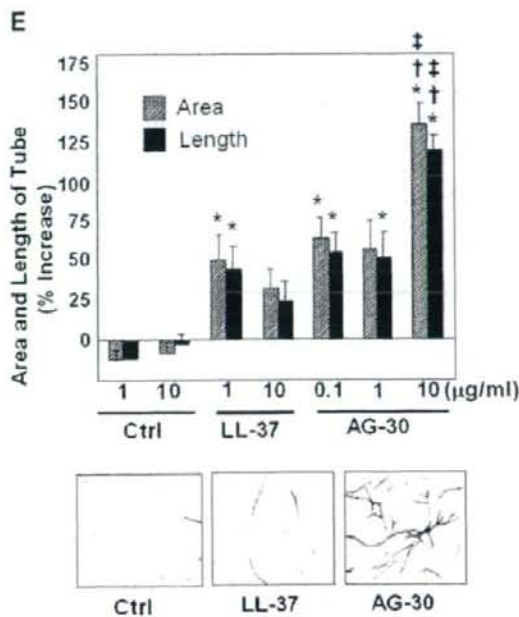 E
Area and Length of Tube
(% Increase)
175
150
125
100
75
50
25
0
Area
Length
* * * * * ‡ † * ‡ † *
1 10 1 10 0.1 1 10 (μg/ml)
Ctrl LL-37 AG-30
Ctrl LL-37 AG-30